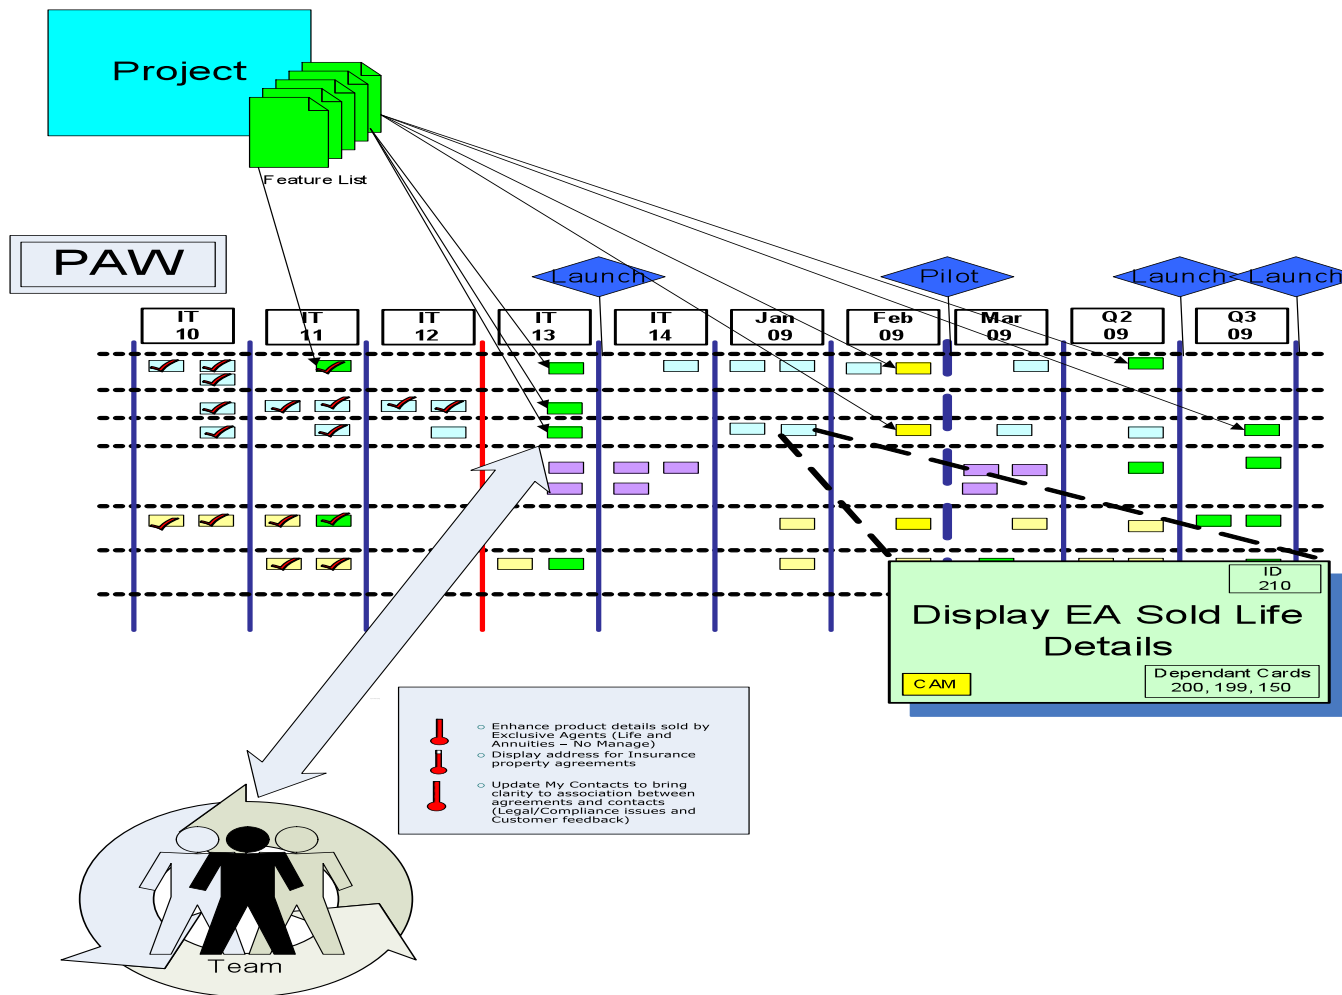 Project
Feature List
PAW
Launch
Pilot
Launch
Launch
IT
10
IT
11
IT
12
IT
13
IT
14
Jan
09
Feb
09
Mar
09
Q2
09
Q3
09
ID
210
Display EA Sold Life
Details
CAM
Dependant Cards
200, 199, 150
Enhance product details sold by
Exclusive Agents (Life and
Annuities – No Manage)
Display address for Insurance
property agreements
Update My Contacts to bring
clarity to association between
agreements and contacts
(Legal/Compliance issues and
Customer feedback)
Team